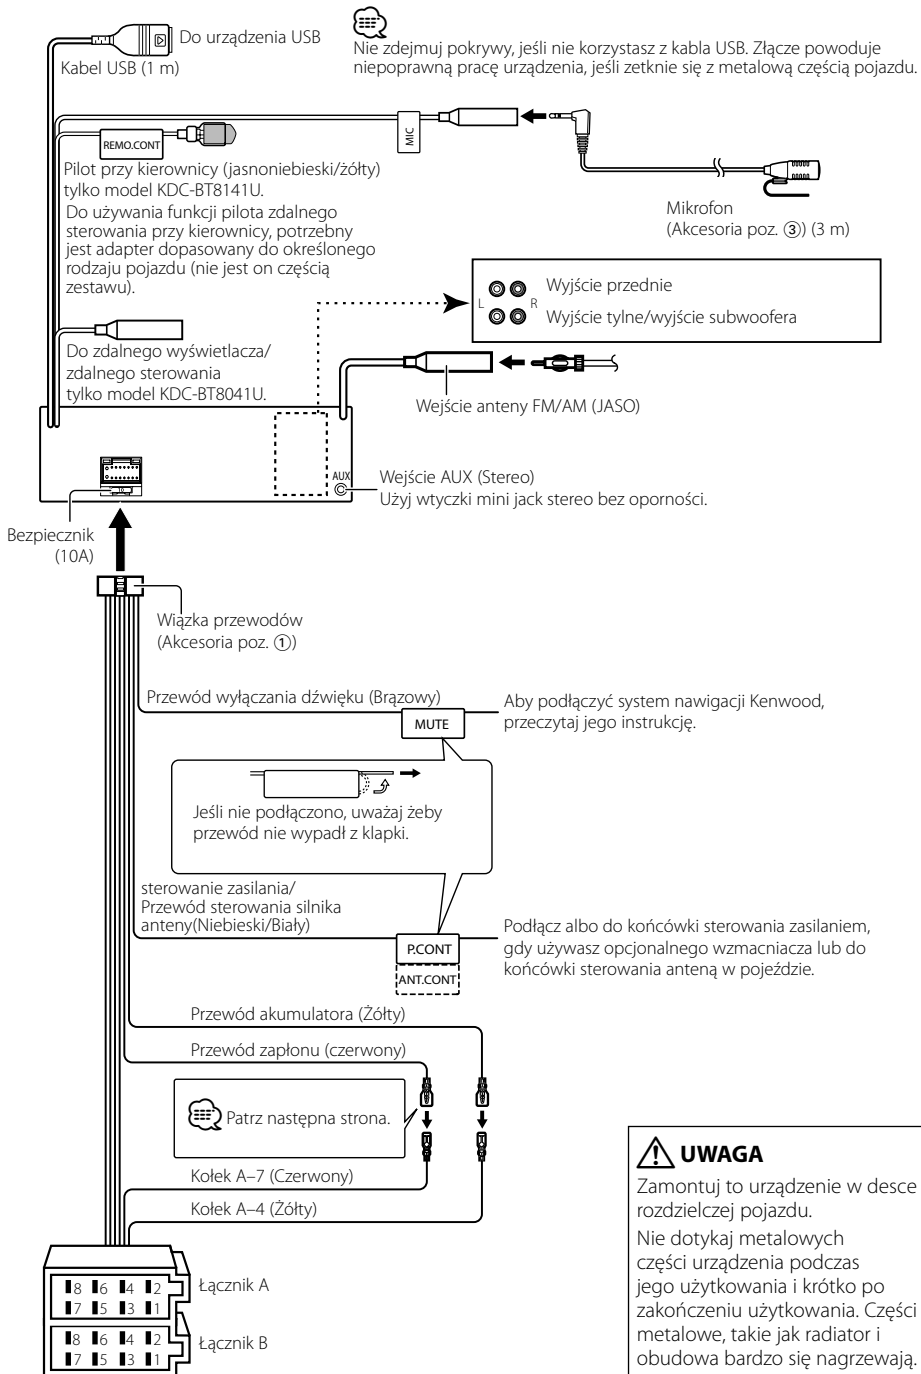 Do urządzenia USB
Kabel USB (1 m)
Nie zdejmuj pokrywy, jeśli nie korzystasz z kabla USB. Złącze powoduje
niepoprawną pracę urządzenia, jeśli zetknie się z metalową częścią pojazdu.
REMO.CONT
MIC
Pilot przy kierownicy (jasnoniebieski/żółty)
tylko model KDC-BT8141U.
Do używania funkcji pilota zdalnego
sterowania przy kierownicy, potrzebny
jest adapter dopasowany do określonego
rodzaju pojazdu (nie jest on częścią
zestawu).
Mikrofon
(Akcesoria poz. ③) (3 m)
L
R
Wyjście przednie
Wyjście tylne/wyjście subwoofera
Do zdalnego wyświetlacza/
zdalnego sterowania
tylko model KDC-BT8041U.
Wejście anteny FM/AM (JASO)
AUX
Wejście AUX (Stereo)
Użyj wtyczki mini jack stereo bez oporności.
10
Bezpiecznik
(10A)
Wiązka przewodów
(Akcesoria poz. ①)
Przewód wyłączania dźwięku (Brązowy)
MUTE
Aby podłączyć system nawigacji Kenwood,
przeczytaj jego instrukcję.
Jeśli nie podłączono, uważaj żeby
przewód nie wypadł z klapki.
sterowanie zasilania/
Przewód sterowania silnika
anteny(Niebieski/Biały)
P.CONT
ANT.CONT
Podłącz albo do końcówki sterowania zasilaniem,
gdy używasz opcjonalnego wzmacniacza lub do
końcówki sterowania anteną w pojeździe.
Przewód akumulatora (Żółty)
Przewód zapłonu (czerwony)
Patrz następna strona.
Kołek A–7 (Czerwony)
Kołek A–4 (Żółty)
8 6 4 2
7 5 3 1
Łącznik A
8 6 4 2
7 5 3 1
Łącznik B
UWAGA
Zamontuj to urządzenie w desce
rozdzielczej pojazdu.
Nie dotykaj metalowych
części urządzenia podczas
jego użytkowania i krótko po
zakończeniu użytkowania. Części
metalowe, takie jak radiator i
obudowa bardzo się nagrzewają.